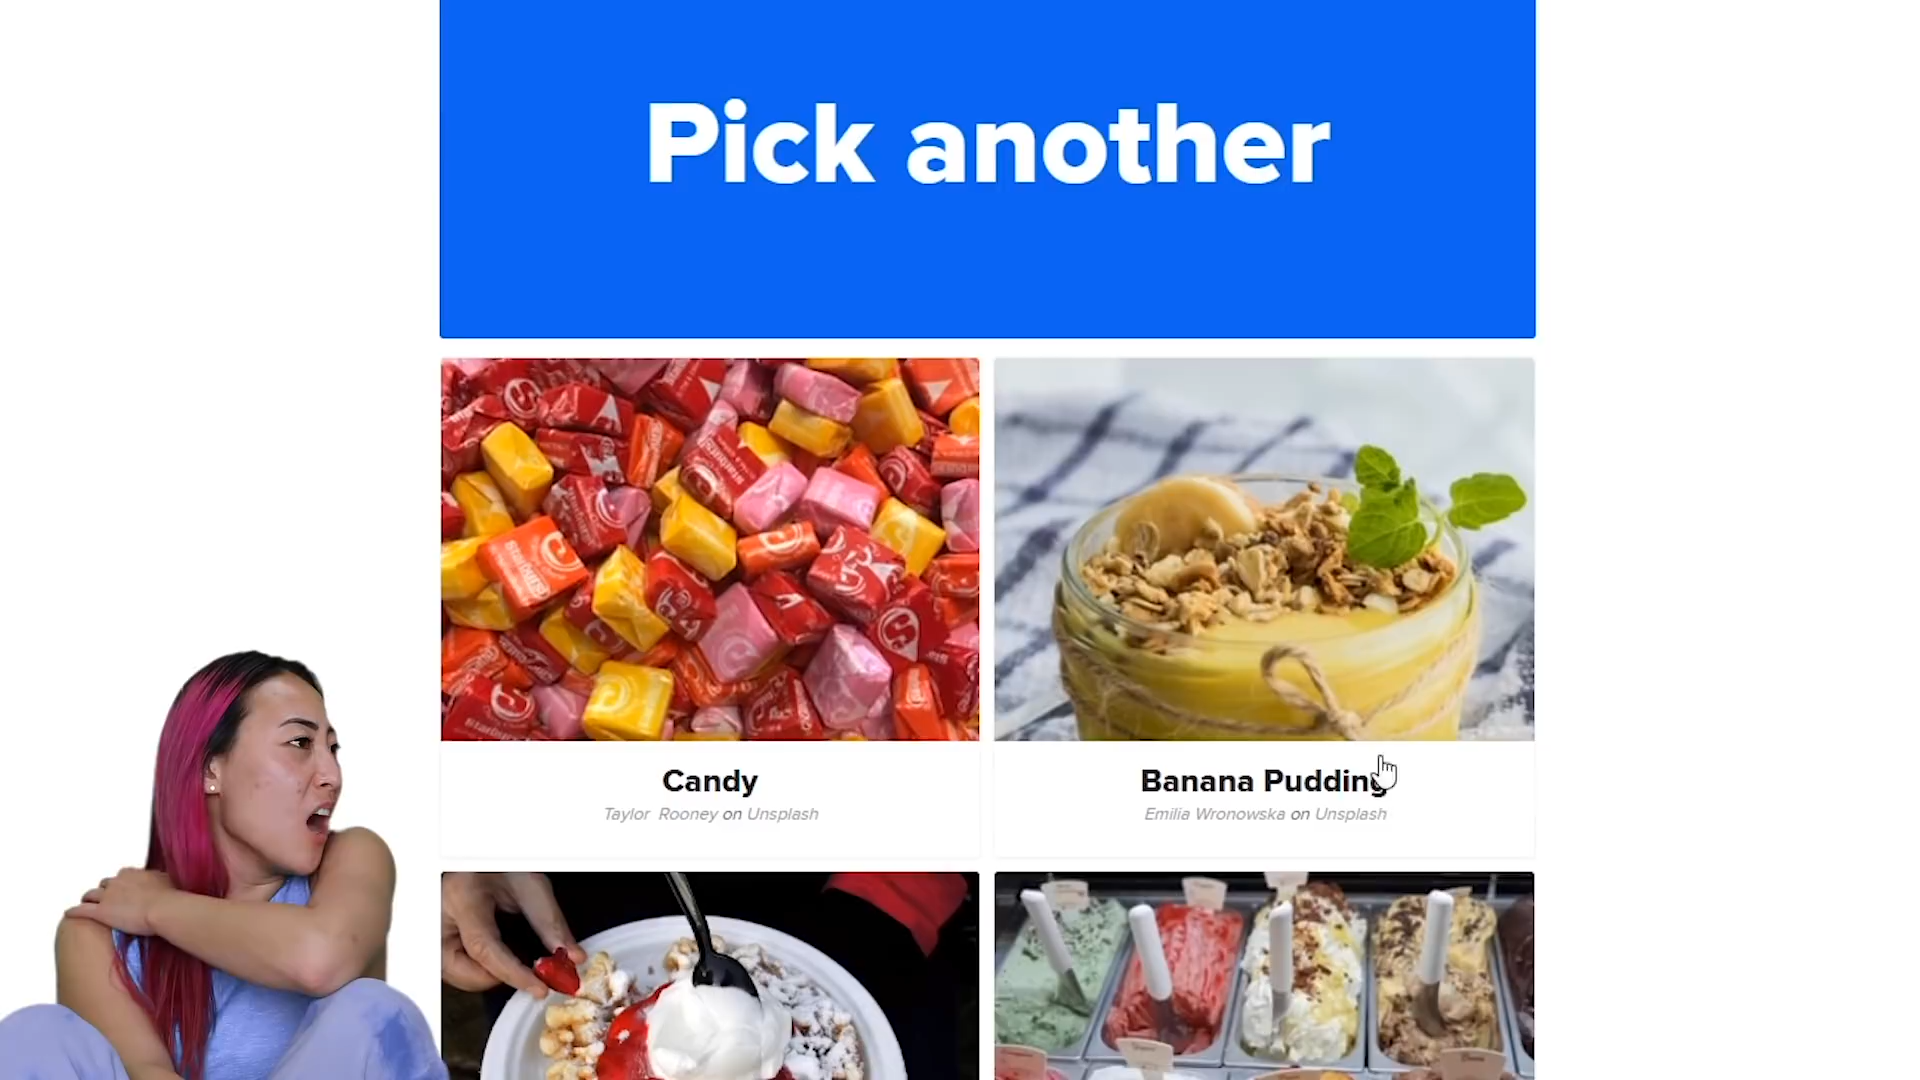 Pick another
Candy
Taylor Rooney on Unsplash
Banana Pudding
Emilia Wronowska on Unsplash